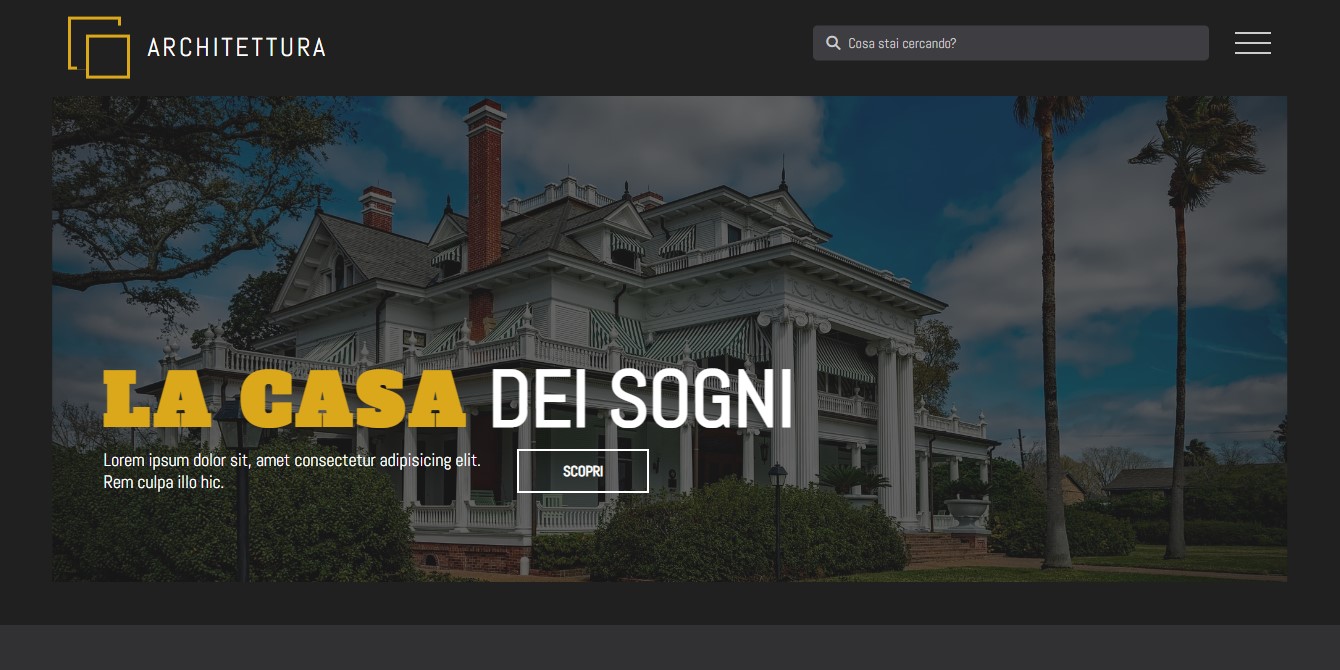 ARCHITETTURA
Cosa stai cercando?
LA CASA DEI SOGNI
Lorem ipsum dolor sit, amet consectetur adipisicing elit.
Rem culpa illo hic.
SCOPRI